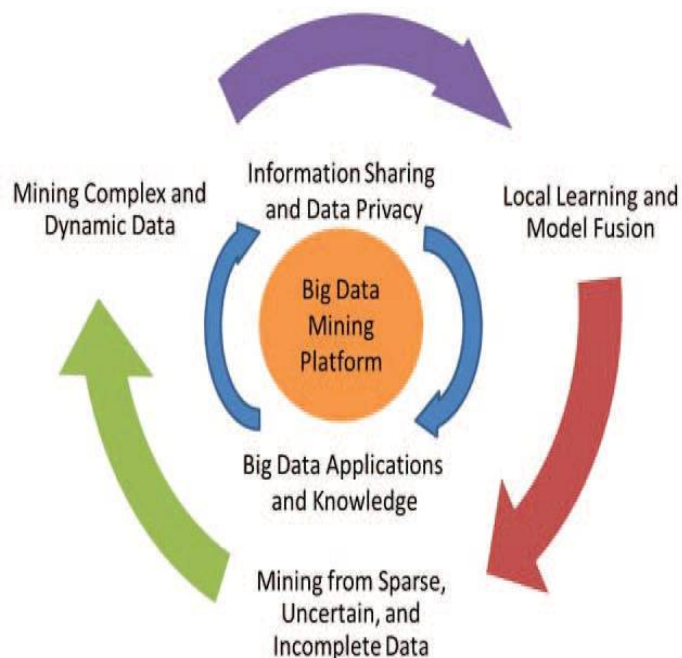 Information Sharing
and Data Privacy
Mining Complex and
Dynamic Data
Local Learning and
Model Fusion
Big Data
Mining
Platform
Big Data Applications
and Knowledge
Mining from Sparse,
Uncertain, and
Incomplete Data